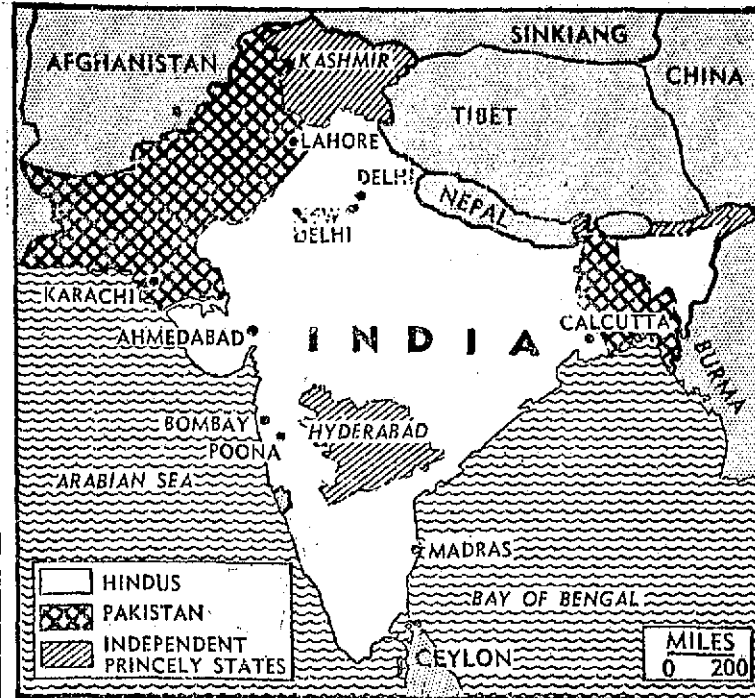 SINKIANG
AFGHANISTAN
KASHMIR
CHINA
TIBET
LAHORE
DELHI
NEPAL
NEW
DELHI
KARACHI
AHMEDABAD
INDIA
CALCUTTA
BURMA
BOMBAY
HYDERABAD
POONA
ARABIAN SEA
MADRAS
BAY OF BENGAL
CEYLON
HINDUS
PAKISTAN
INDEPENDENT
PRINCELY STATES
MILES
0 200